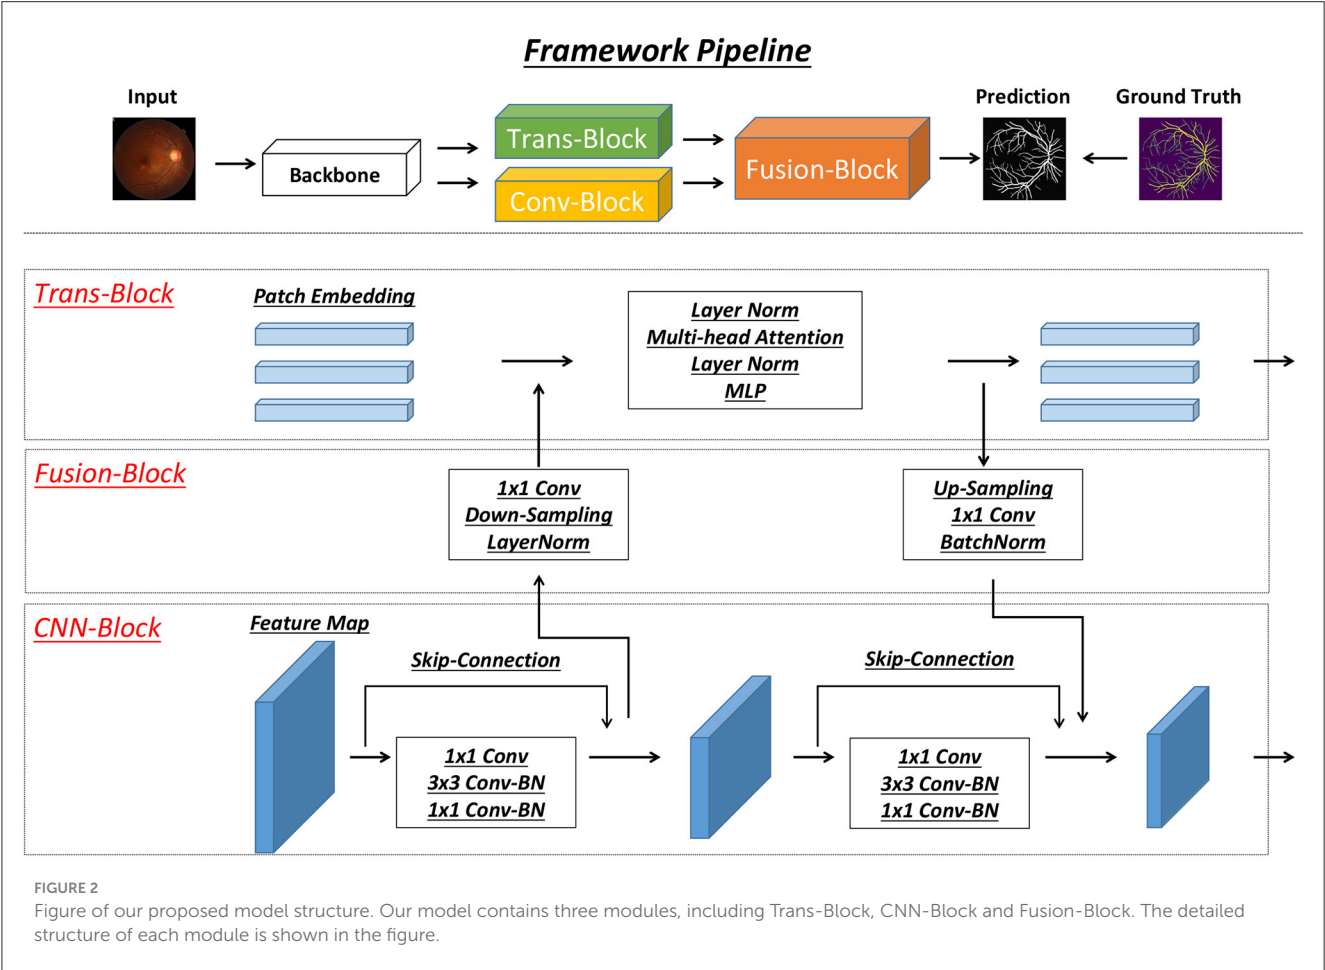 Framework Pipeline
Input
Prediction
Ground Truth
Backbone
Trans-Block
Conv-Block
Fusion-Block
Trans-Block
Patch Embedding
Layer Norm
Multi-head Attention
Layer Norm
MLP
Fusion-Block
1x1 Conv
Down-Sampling
LayerNorm
Up-Sampling
1x1 Conv
BatchNorm
CNN-Block
Feature Map
Skip-Connection
Skip-Connection
1x1 Conv
3x3 Conv-BN
1x1 Conv-BN
1x1 Conv
3x3 Conv-BN
1x1 Conv-BN
FIGURE 2
Figure of our proposed model structure. Our model contains three modules, including Trans-Block, CNN-Block and Fusion-Block. The detailed
structure of each module is shown in the figure.